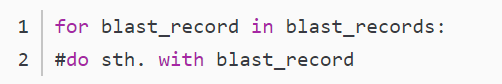 1 for blast_record in blast_records:
2 #do sth. with blast_record